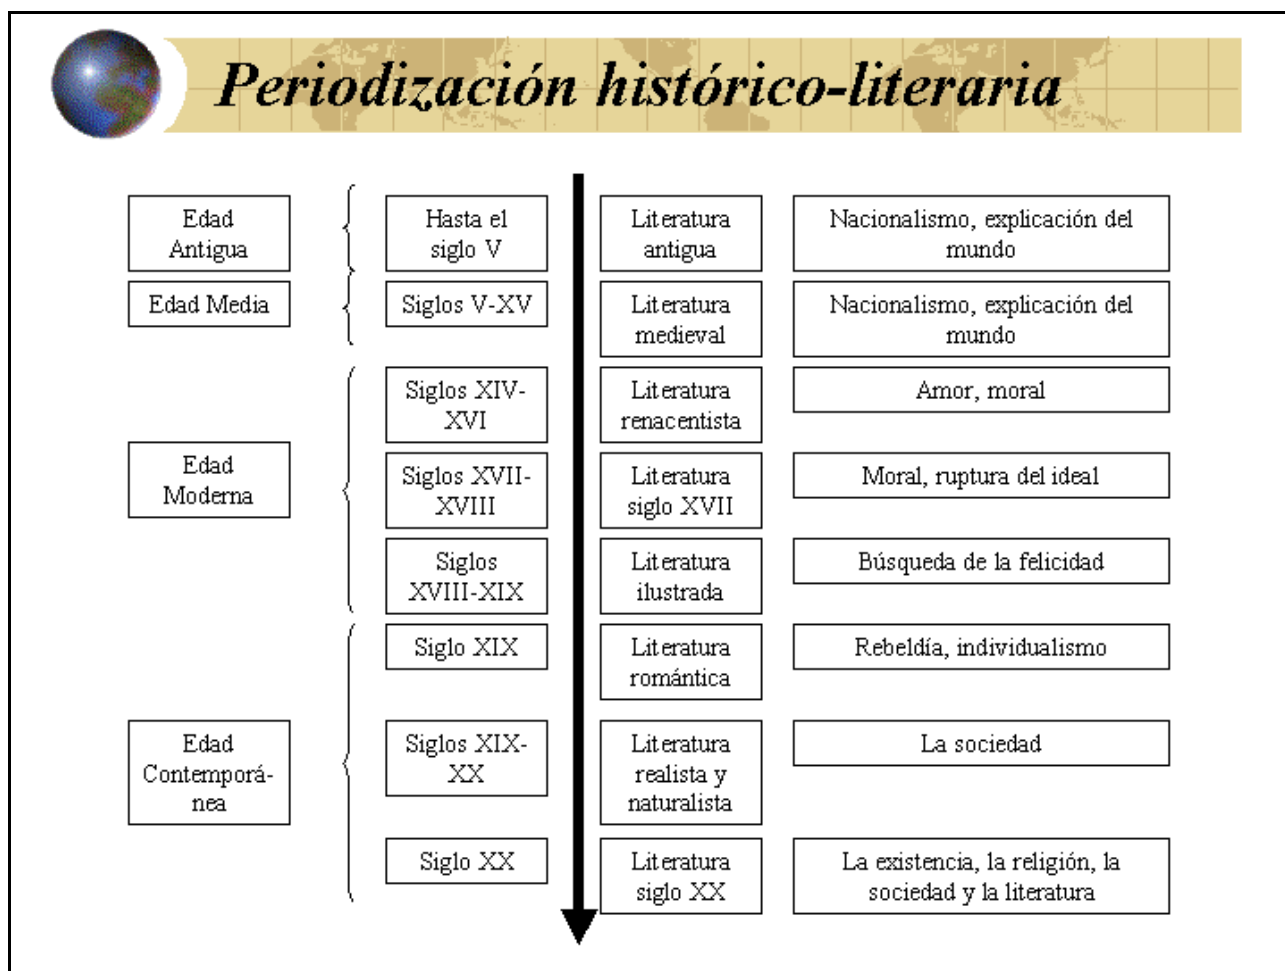 Periodización histórico-literaria
Edad
Antigua
Hasta el
siglo V
Literatura
antigua
Nacionalismo, explicación del
mundo
Edad Media
Siglos V-XV
Literatura
medieval
Nacionalismo, explicación del
mundo
Edad
Moderna
Siglos XIV-
XVI
Literatura
renacentista
Amor, moral
Siglos XVII-
XVIII
Literatura
siglo XVII
Moral, ruptura del ideal
Siglos
XVIII-XIX
Literatura
ilustrada
Búsqueda de la felicidad
Edad
Contemporá-
nea
Siglo XIX
Literatura
romántica
Rebeldía, individualismo
Siglos XIX-
XX
Literatura
realista y
naturalista
La sociedad
Siglo XX
Literatura
siglo XX
La existencia, la religión, la
sociedad y la literatura